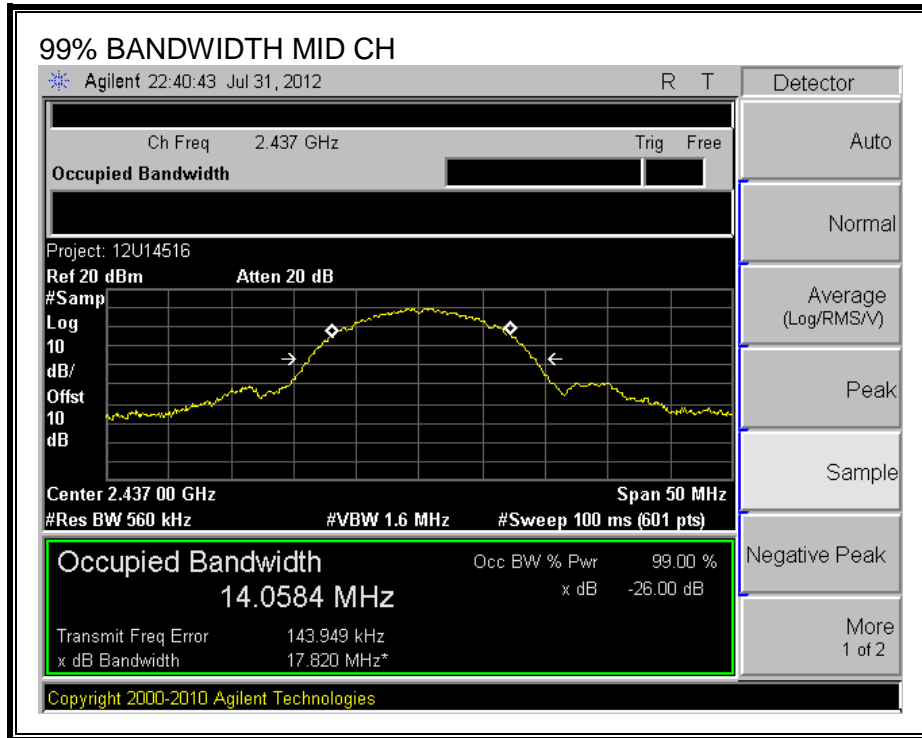 99% BANDWIDTH MID CH
Agilent 22:40:43 Jul 31, 2012 R T
Detector
Ch Freq 2.437 GHz Trig Free
Occupied Bandwidth
Project: 12U14516
Ref 20 dBm Atten 20 dB
#Samp
Log
10
dB/
Offst
10
dB
Center 2.437 00 GHz Span 50 MHz
#Res BW 560 kHz #VBW 1.6 MHz #Sweep 100 ms (601 pts)
Occupied Bandwidth Occ BW % Pwr 99.00 %
14.0584 MHz x dB -26.00 dB
Transmit Freq Error 143.949 kHz
x dB Bandwidth 17.820 MHz*
Auto
Normal
Average
(Log/RMS/V)
Peak
Sample
Negative Peak
More
1 of 2
Copyright 2000-2010 Agilent Technologies